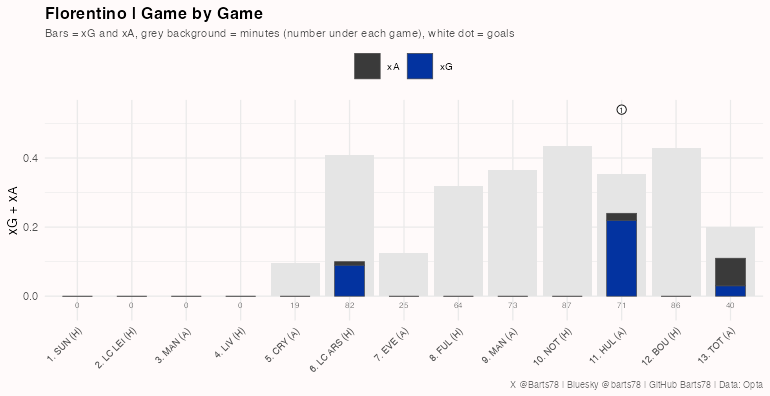 Florentino | Game by Game
Bars = xG and xA, grey background = minutes (number under each game), white dot = goals
xA xG
1
xG + xA
0.4
0.2
0.0
0 0 0 0 19 82 25 64 73 87 71 86 40
1. SUN (H)
2. LC LEI (H)
3. MAN (A)
4. LIV (H)
5. CRY (A)
6. LC ARS (H)
7. EVE (A)
8. FUL (H)
9. MAN (A)
10. NOT (H)
11. HUL (A)
12. BOU (H)
13. TOT (A)
X @Barts78 | Bluesky @barts78 | GitHub Barts78 | Data: Opta